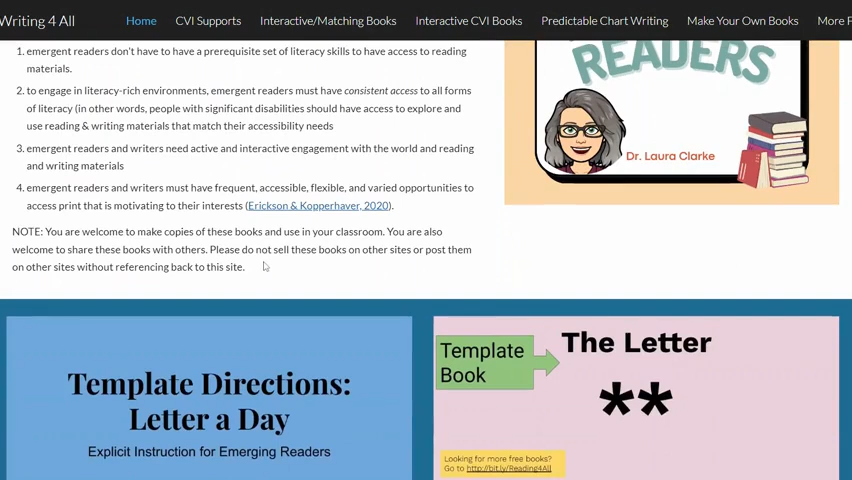 Writing 4 All
Home CVI Supports Interactive/Matching Books Interactive CVI Books Predictable Chart Writing Make Your Own Books More F
1. emergent readers don't have to have a prerequisite set of literacy skills to have access to reading
materials.
2. to engage in literacy-rich environments, emergent readers must have consistent access to all forms
of literacy (in other words, people with significant disabilities should have access to explore and
use reading & writing materials that match their accessibility needs
3. emergent readers and writers need active and interactive engagement with the world and reading
and writing materials
4. emergent readers and writers must have frequent, accessible, flexible, and varied opportunities to
access print that is motivating to their interests (Erickson & Kopperhaver, 2020).
NOTE: You are welcome to make copies of these books and use in your classroom. You are also
welcome to share these books with others. Please do not sell these books on other sites or post them
on other sites without referencing back to this site.
READERS
Dr. Laura Clarke
Template Directions:
Letter a Day
Explicit Instruction for Emerging Readers
Template
Book
The Letter
**
Looking for more free books?
Go to http://bit.ly/Reading4All